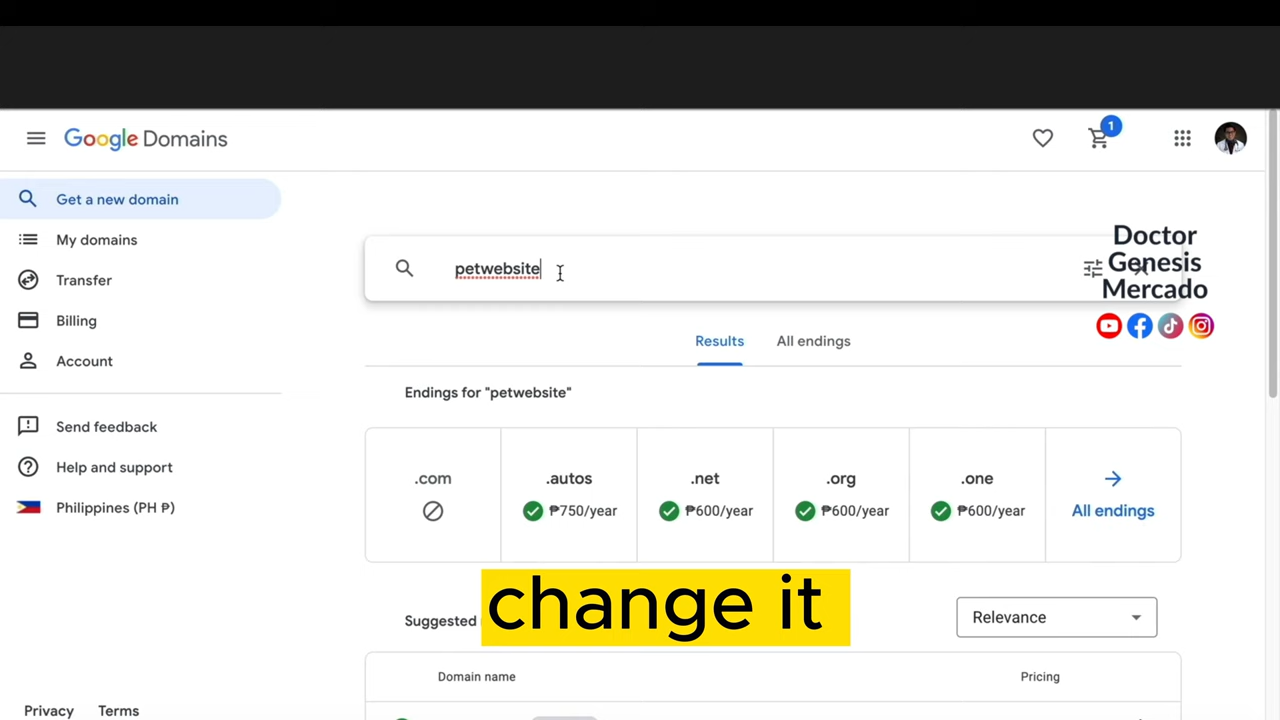 Google Domains
1
Get a new domain
My domains
Transfer
Billing
Account
Send feedback
Help and support
Philippines (PH ₱)
Privacy
Terms
petwebsite
Doctor
Genesis
Mercado
Results
All endings
Endings for "petwebsite"
.com
.autos
₱750/year
.net
₱600/year
.org
₱600/year
.one
₱600/year
All endings
change it
Suggested
Relevance
Domain name
Pricing